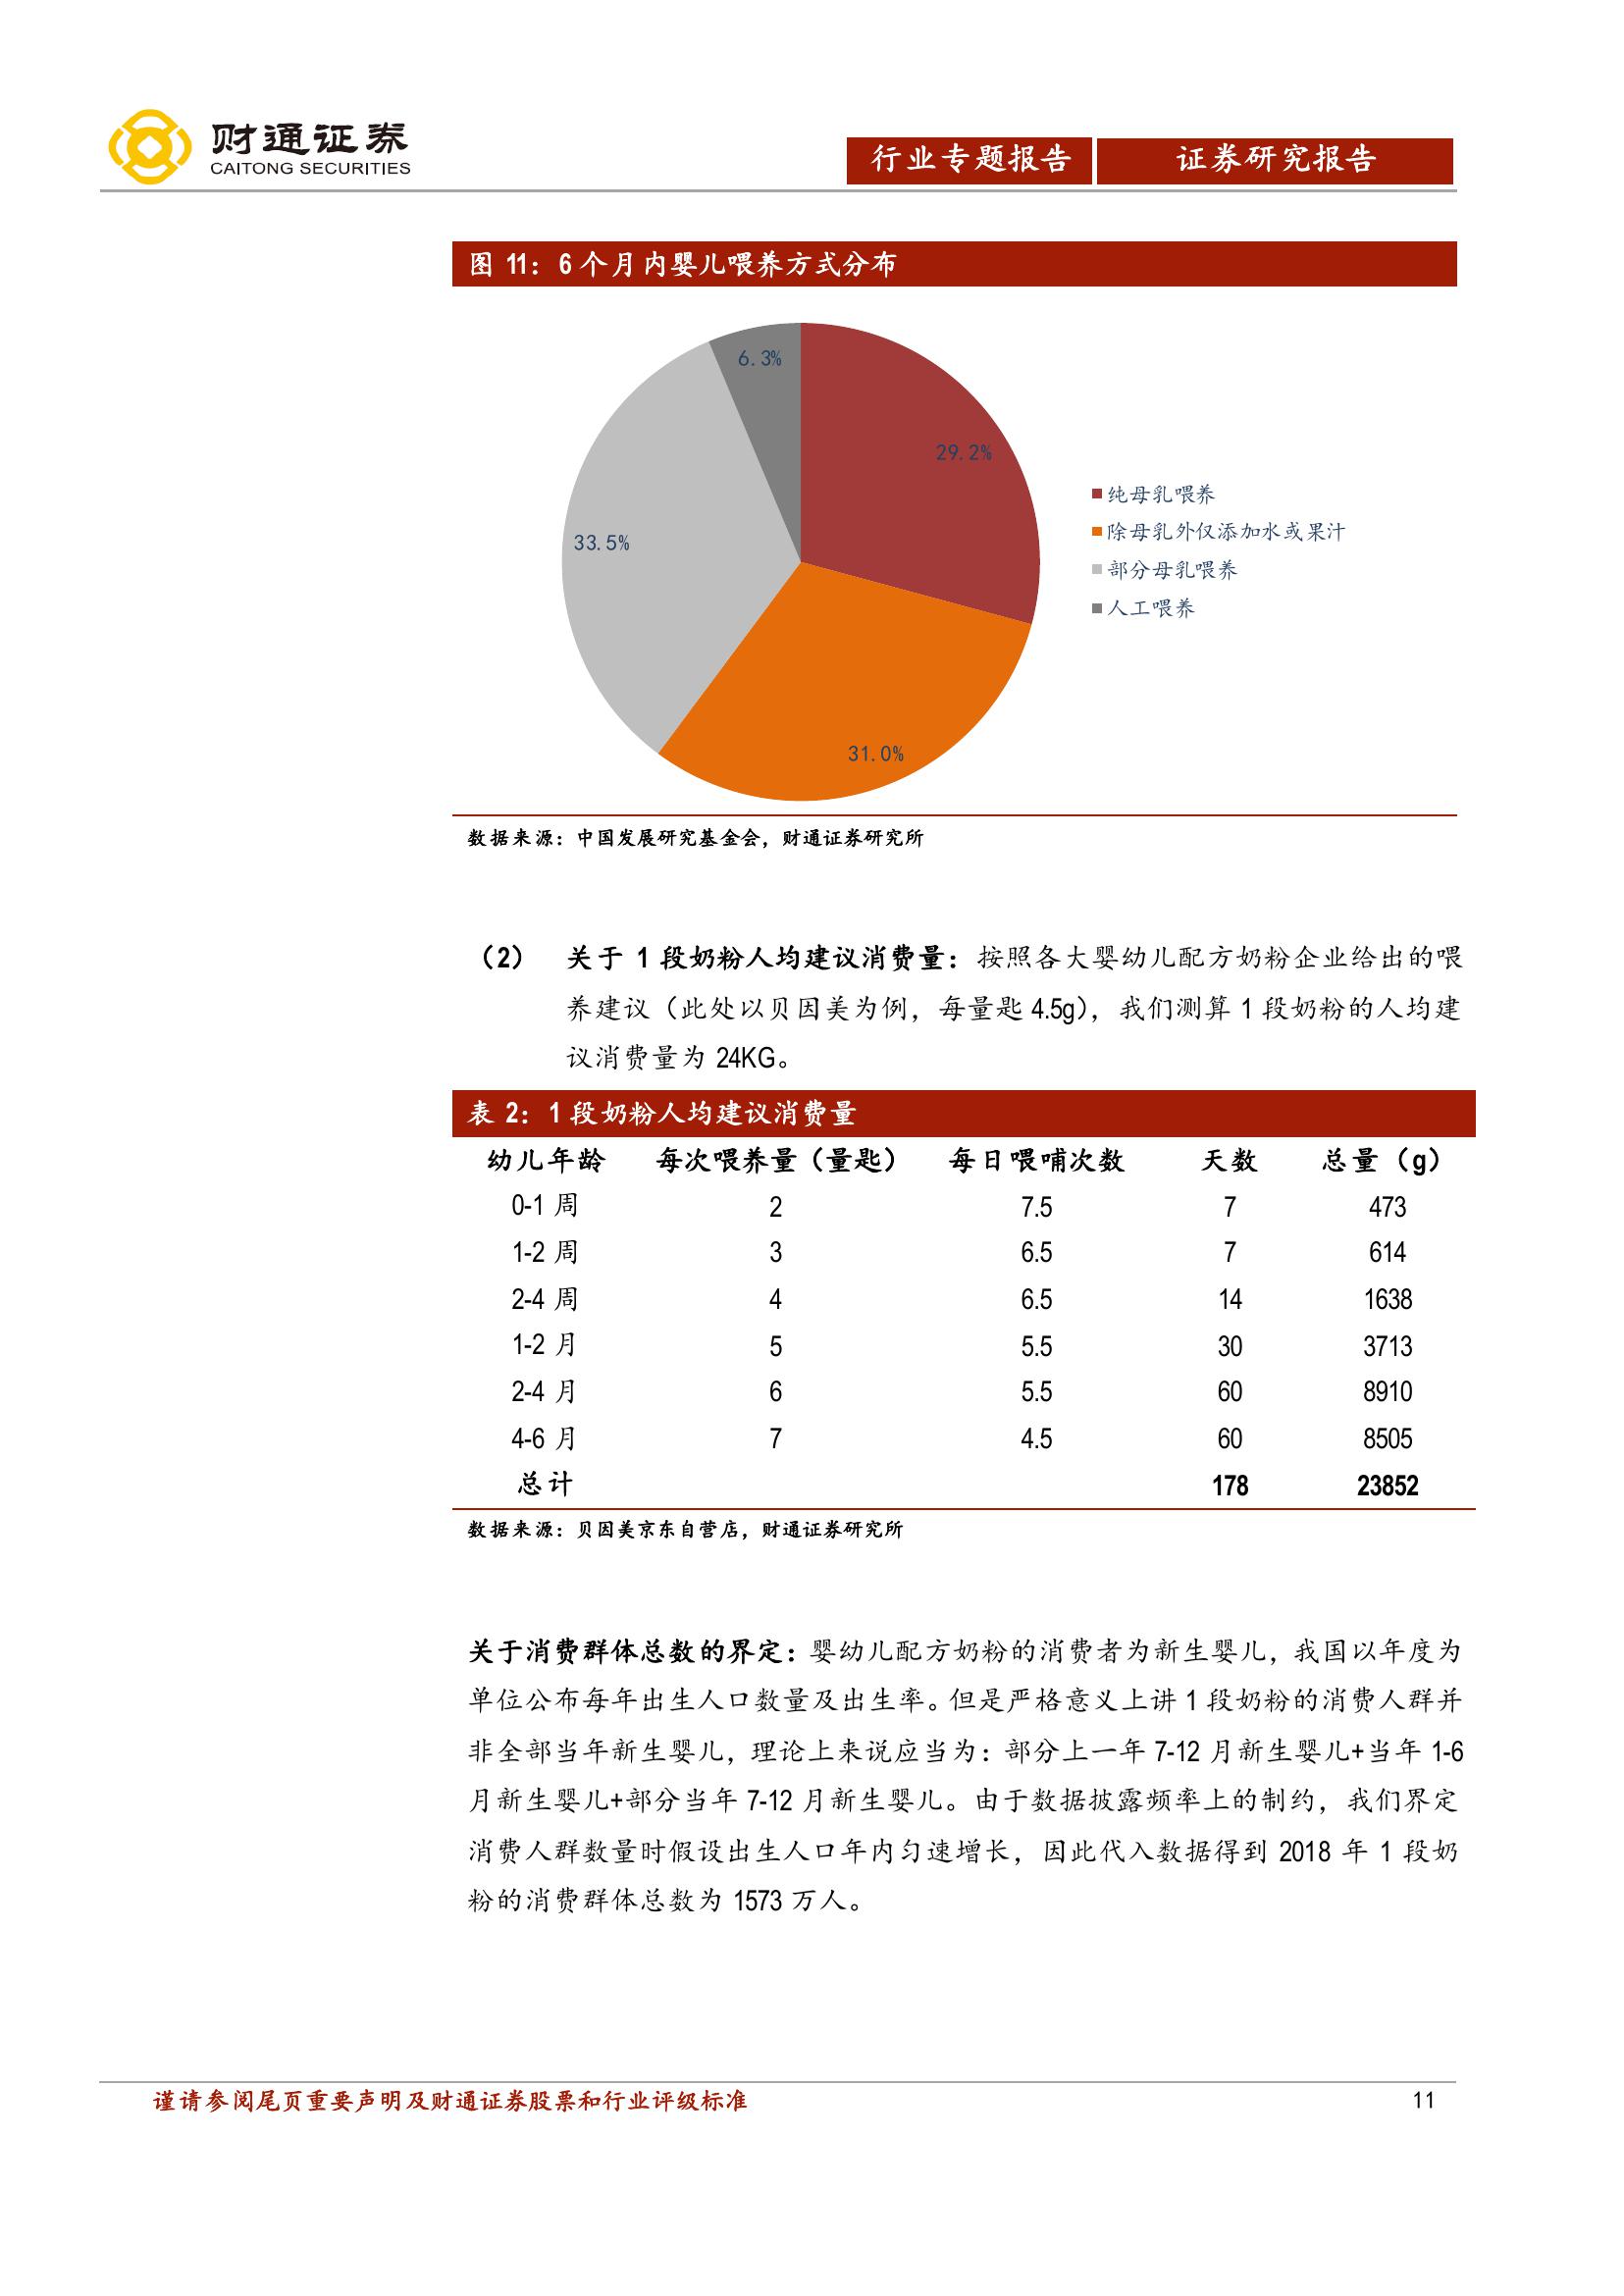 财通证券
CAITONG SECURITIES
行业专题报告 证券研究报告
图 11：6 个月内婴儿喂养方式分布
6.3%
29.2%
33.5%
31.0%
纯母乳喂养
除母乳外仅添加水或果汁
部分母乳喂养
人工喂养
数据来源：中国发展研究基金会，财通证券研究所
（2） 关于 1 段奶粉人均建议消费量：按照各大婴幼儿配方奶粉企业给出的喂
养建议（此处以贝因美为例，每量匙 4.5g），我们测算 1 段奶粉的人均建
议消费量为 24KG。
表 2：1 段奶粉人均建议消费量
幼儿年龄 每次喂养量（量匙） 每日喂哺次数 天数 总量（g）
0-1 周 2 7.5 7 473
1-2 周 3 6.5 7 614
2-4 周 4 6.5 14 1638
1-2 月 5 5.5 30 3713
2-4 月 6 5.5 60 8910
4-6 月 7 4.5 60 8505
总计 178 23852
数据来源：贝因美京东自营店，财通证券研究所
关于消费群体总数的界定：婴幼儿配方奶粉的消费者为新生婴儿，我国以年度为
单位公布每年出生人口数量及出生率。但是严格意义上讲 1 段奶粉的消费人群并
非全部当年新生婴儿，理论上来说应当为：部分上一年 7-12 月新生婴儿+当年 1-6
月新生婴儿+部分当年 7-12 月新生婴儿。由于数据披露频率上的制约，我们界定
消费人群数量时假设出生人口年内匀速增长，因此代入数据得到 2018 年 1 段奶
粉的消费群体总数为 1573 万人。
谨请参阅尾页重要声明及财通证券股票和行业评级标准 11